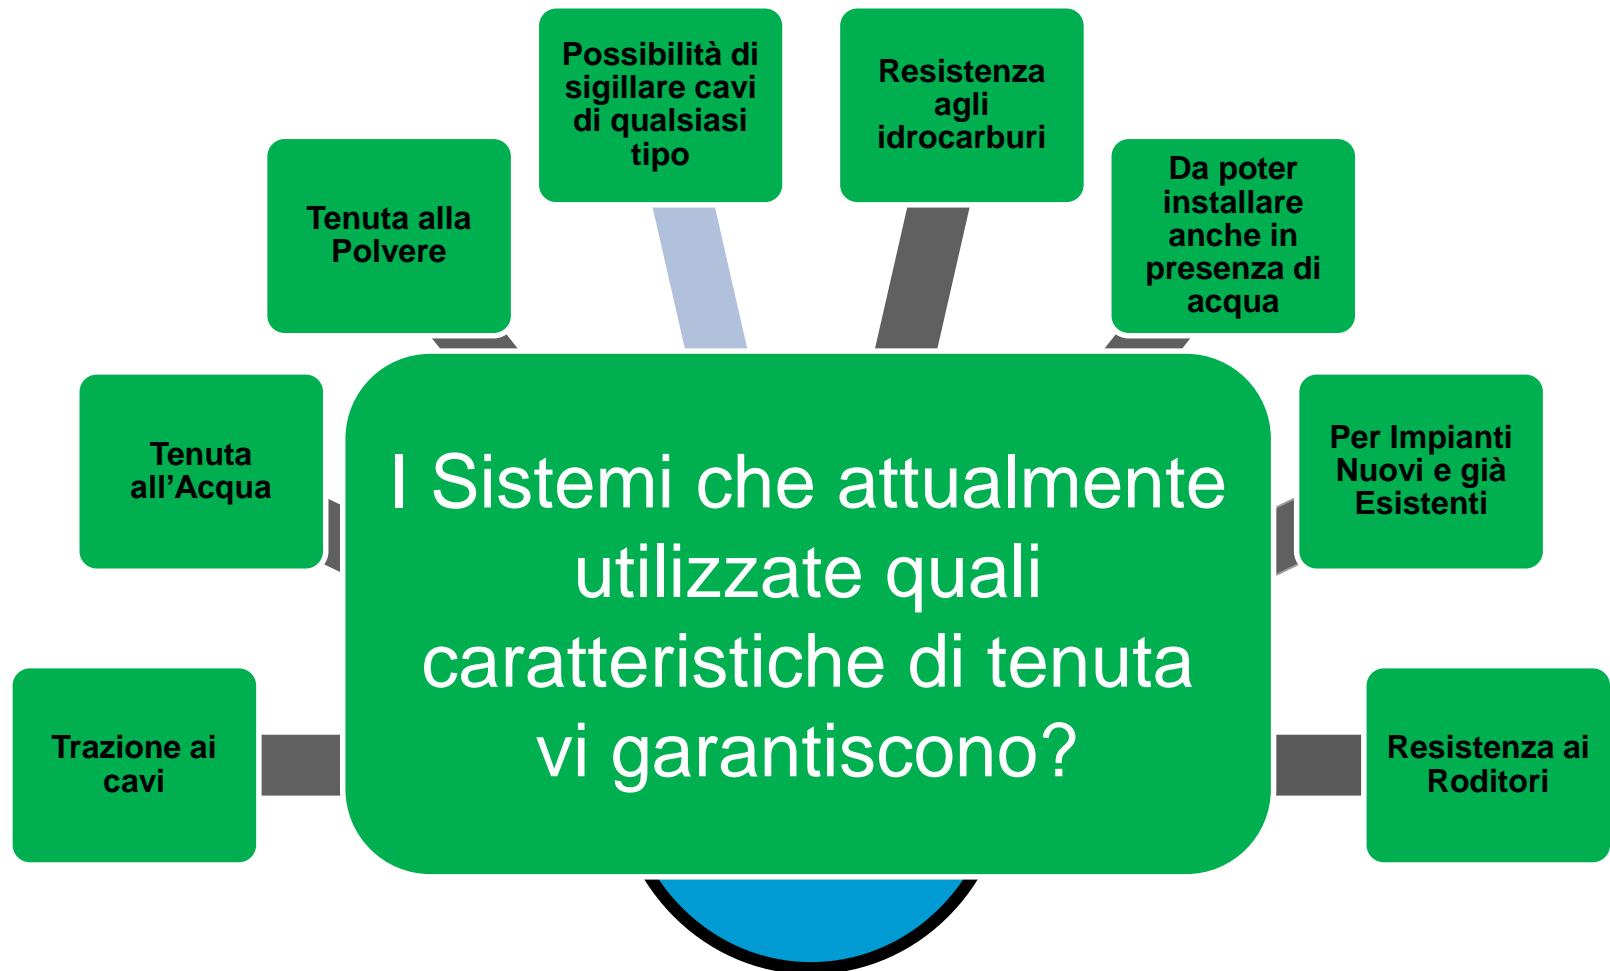 Possibilità di
sigillare cavi
di qualsiasi
tipo
Resistenza
agli
idrocarburi
Tenuta alla
Polvere
Da poter
installare
anche in
presenza di
acqua
Tenuta
all’Acqua
Per Impianti
Nuovi e già
Esistenti
I Sistemi che attualmente
utilizzate quali
caratteristiche di tenuta
vi garantiscono?
Trazione ai
cavi
Resistenza ai
Roditori